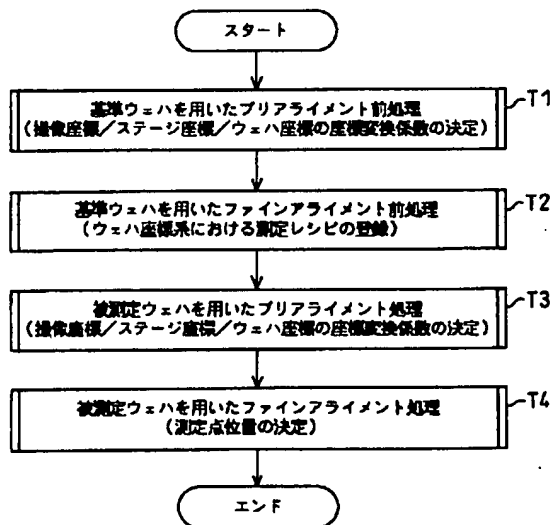 スタート
基準ウェハを用いたプリアライメント前処理
T1
(撮像座標/ステージ座標/ウェハ座標の座標変換係数の決定)
基準ウェハを用いたファインアライメント前処理
T2
(ウェハ座標系における測定レシピの登録)
被測定ウェハを用いたプリアライメント処理
T3
(撮像座標/ステージ座標/ウェハ座標の座標変換係数の決定)
被測定ウェハを用いたファインアライメント処理
T4
(測定点位置の決定)
エンド